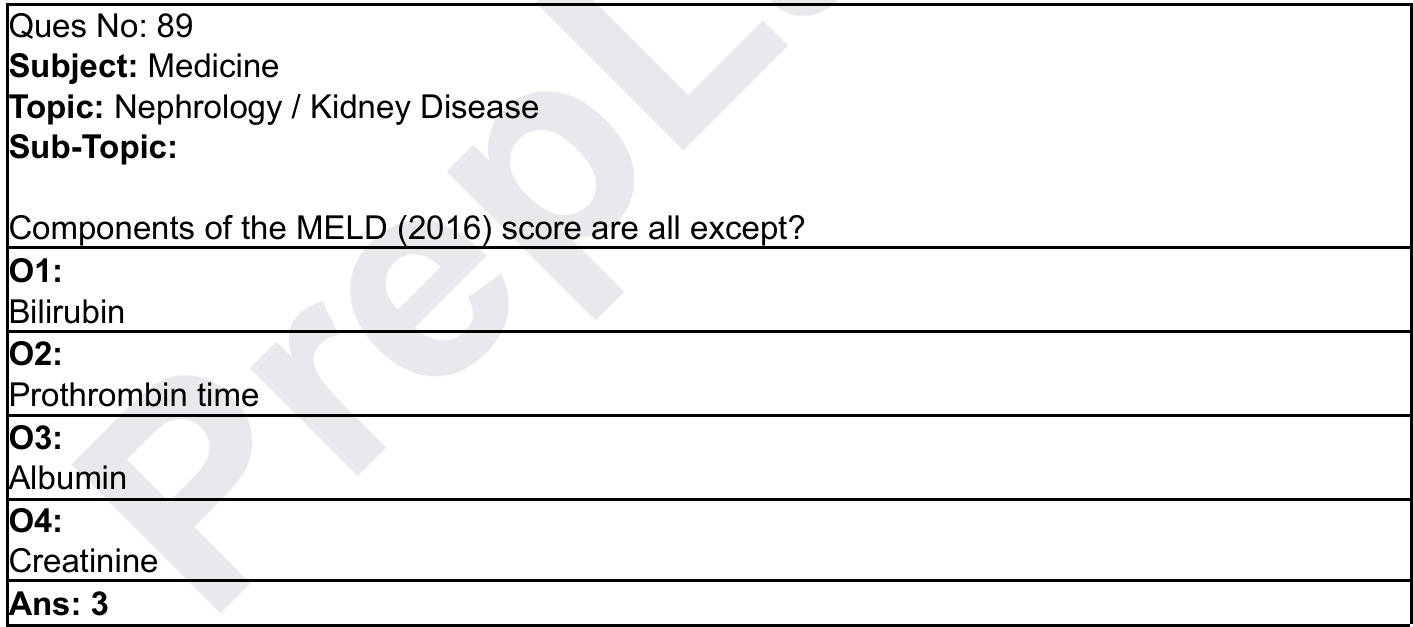 Ques No: 89
Subject: Medicine
Topic: Nephrology / Kidney Disease
Sub-Topic:
Components of the MELD (2016) score are all except?
O1:
Bilirubin
O2:
Prothrombin time
O3:
Albumin
O4:
Creatinine
Ans: 3